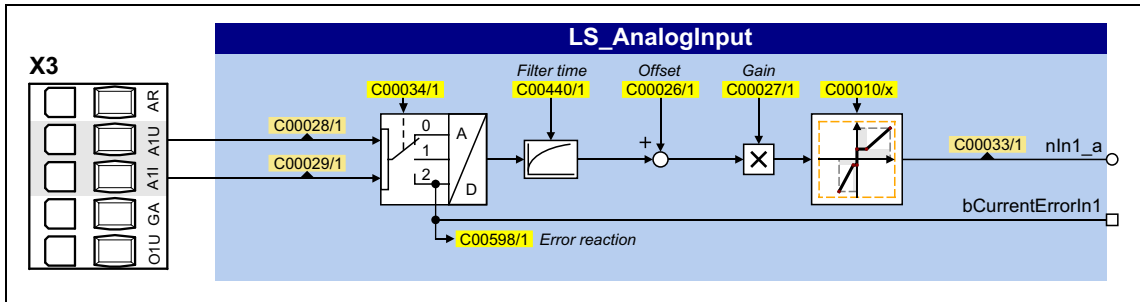 LS_AnalogInput
X3
AR
A1U
A1I
GA
O1U
C00028/1
C00029/1
C00034/1
0
1
2
A
D
Filter time
C00440/1
Offset
C00026/1
+
Gain
C00027/1
C00010/x
C00033/1
nIn1_a
bCurrentErrorIn1
C00598/1 Error reaction